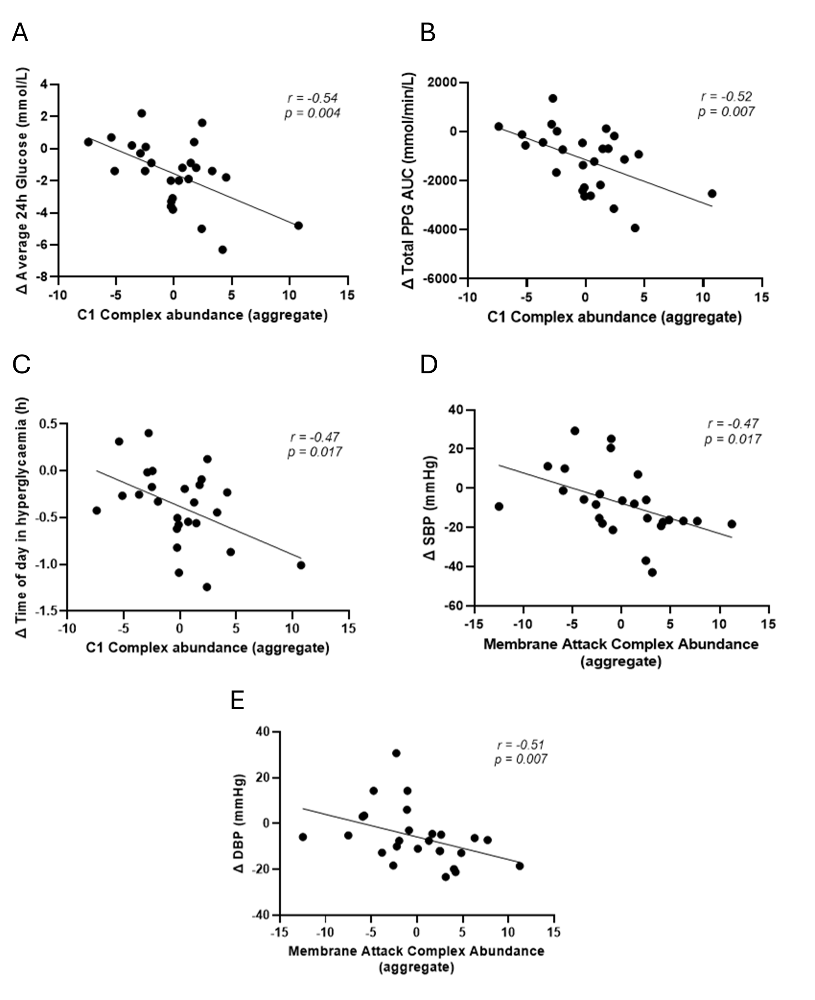 A
Δ Average 24h Glucose (mmol/L)
4
2
0
-2
-4
-6
-8
r = -0.54
p = 0.004
-10 -5 0 5 10 15
C1 Complex abundance (aggregate)
B
Δ Total PPG AUC (mmol/min/L)
2000
0
-2000
-4000
-6000
r = -0.52
p = 0.007
-10 -5 0 5 10 15
C1 Complex abundance (aggregate)
C
Δ Time of day in hyperglycaemia (h)
0.5
0.0
-0.5
-1.0
-1.5
r = -0.47
p = 0.017
-10 -5 0 5 10 15
C1 Complex abundance (aggregate)
D
Δ SBP (mmHg)
40
20
0
-20
-40
-60
r = -0.47
p = 0.017
-15 -10 -5 0 5 10 15
Membrane Attack Complex Abundance
(aggregate)
E
Δ DBP (mmHg)
40
20
0
-20
-40
r = -0.51
p = 0.007
-15 -10 -5 0 5 10 15
Membrane Attack Complex Abundance
(aggregate)